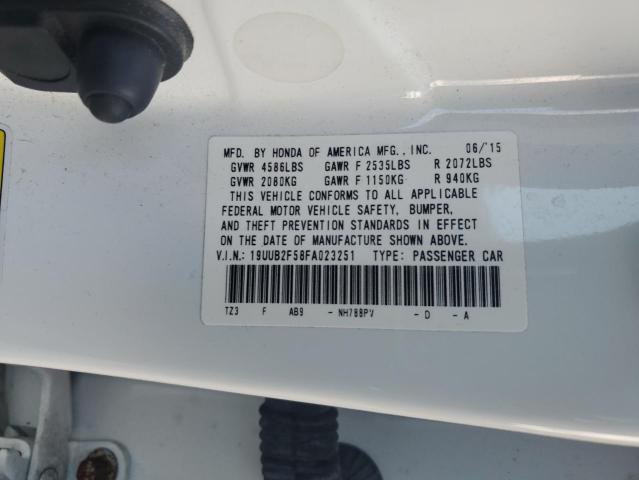 MFD. BY HONDA OF AMERICA MFG., INC. 06/'15
GVWR 4586LBS GAWR F 2535LBS R 2072LBS
GVWR 2080KG GAWR F 1150KG R 940KG
THIS VEHICLE CONFORMS TO ALL APPLICABLE
FEDERAL MOTOR VEHICLE SAFETY, BUMPER,
AND THEFT PREVENTION STANDARDS IN EFFECT
ON THE DATE OF MANUFACTURE SHOWN ABOVE.
V.I.N.: 19UUB2F58FA023251 TYPE: PASSENGER CAR
TZ3 F AB9 - NH788PV - D - A